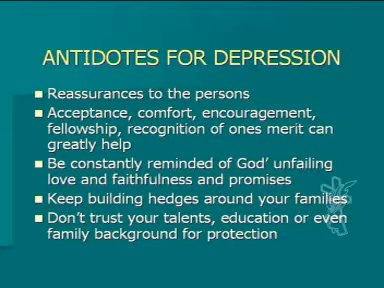 ANTIDOTES FOR DEPRESSION
Reassurances to the persons
Acceptance, comfort, encouragement,
fellowship, recognition of ones merit can
greatly help
Be constantly reminded of God’ unfailing
love and faithfulness and promises
Keep building hedges around your families
Don’t trust your talents, education or even
family background for protection